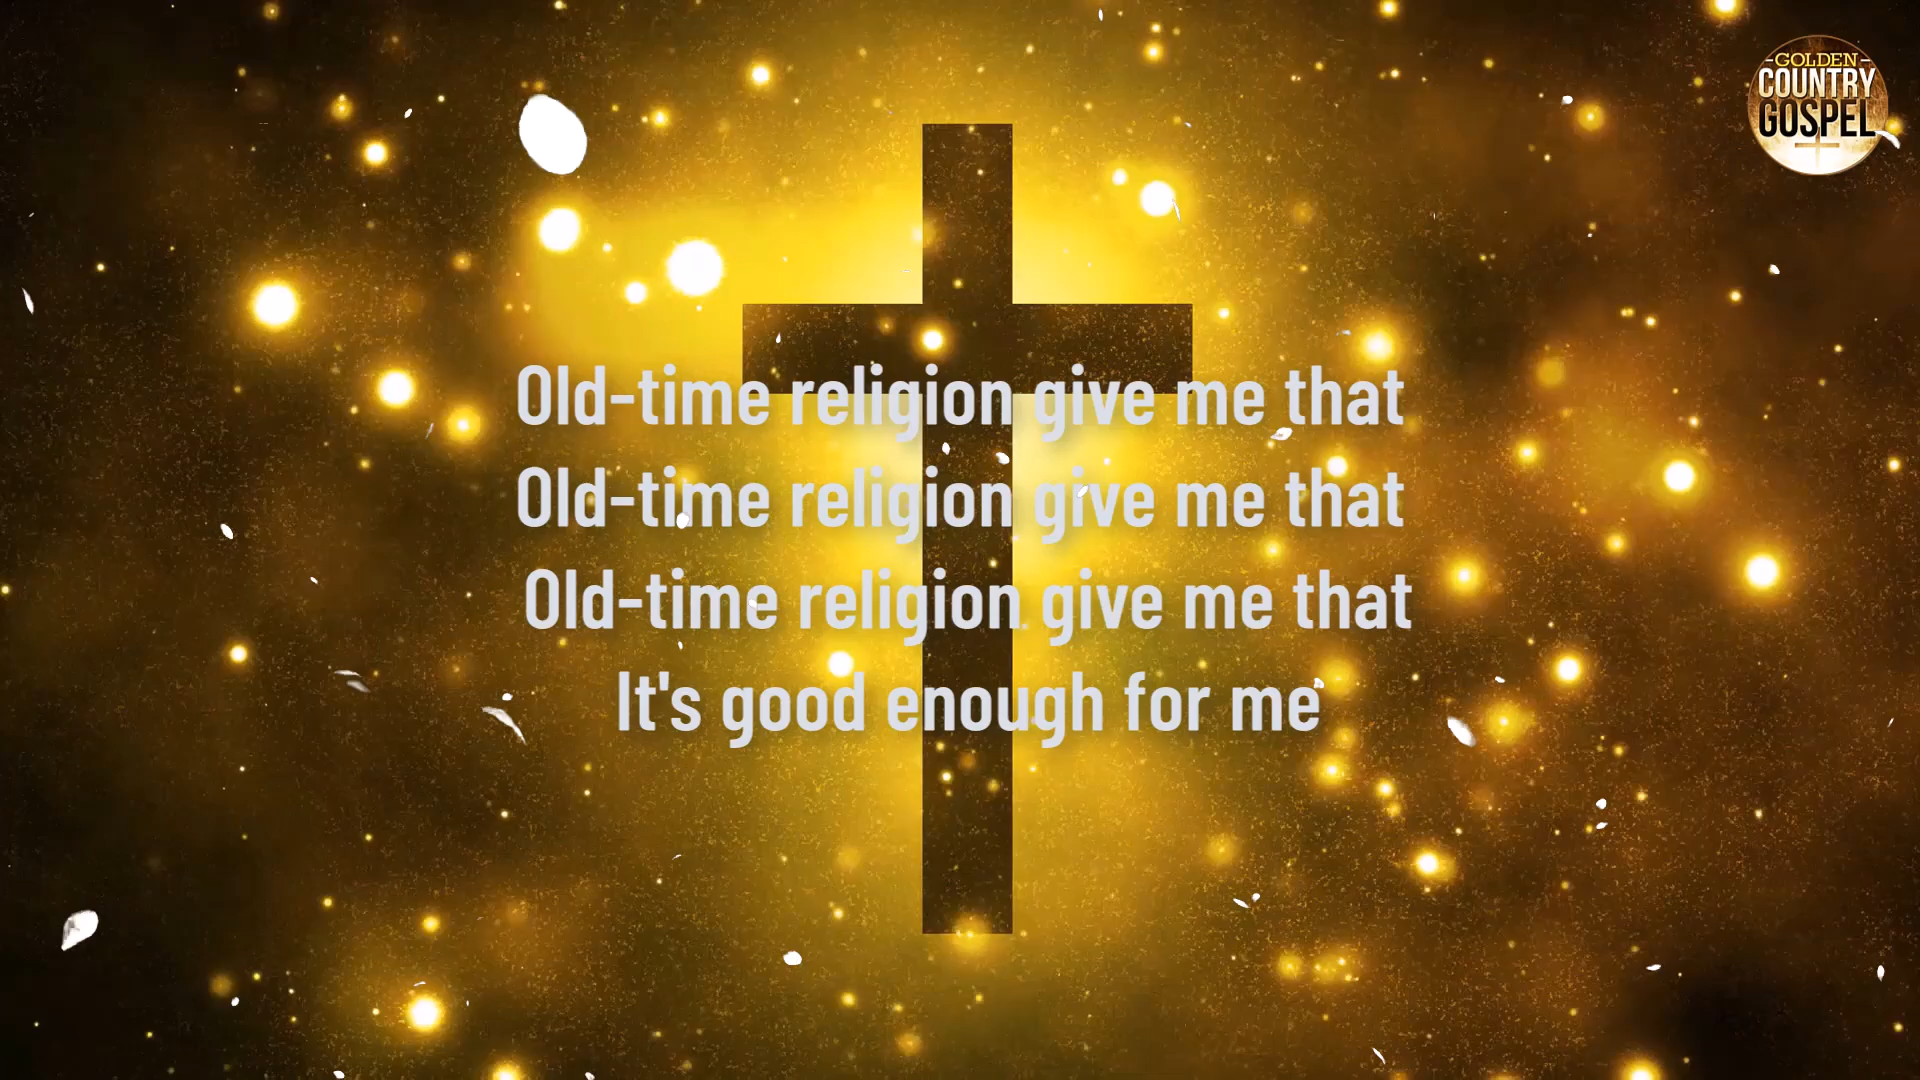 -GOLDEN-
COUNTRY
GOSPEL
Old-time religion give me that
Old-time religion give me that
Old-time religion give me that
It's good enough for me